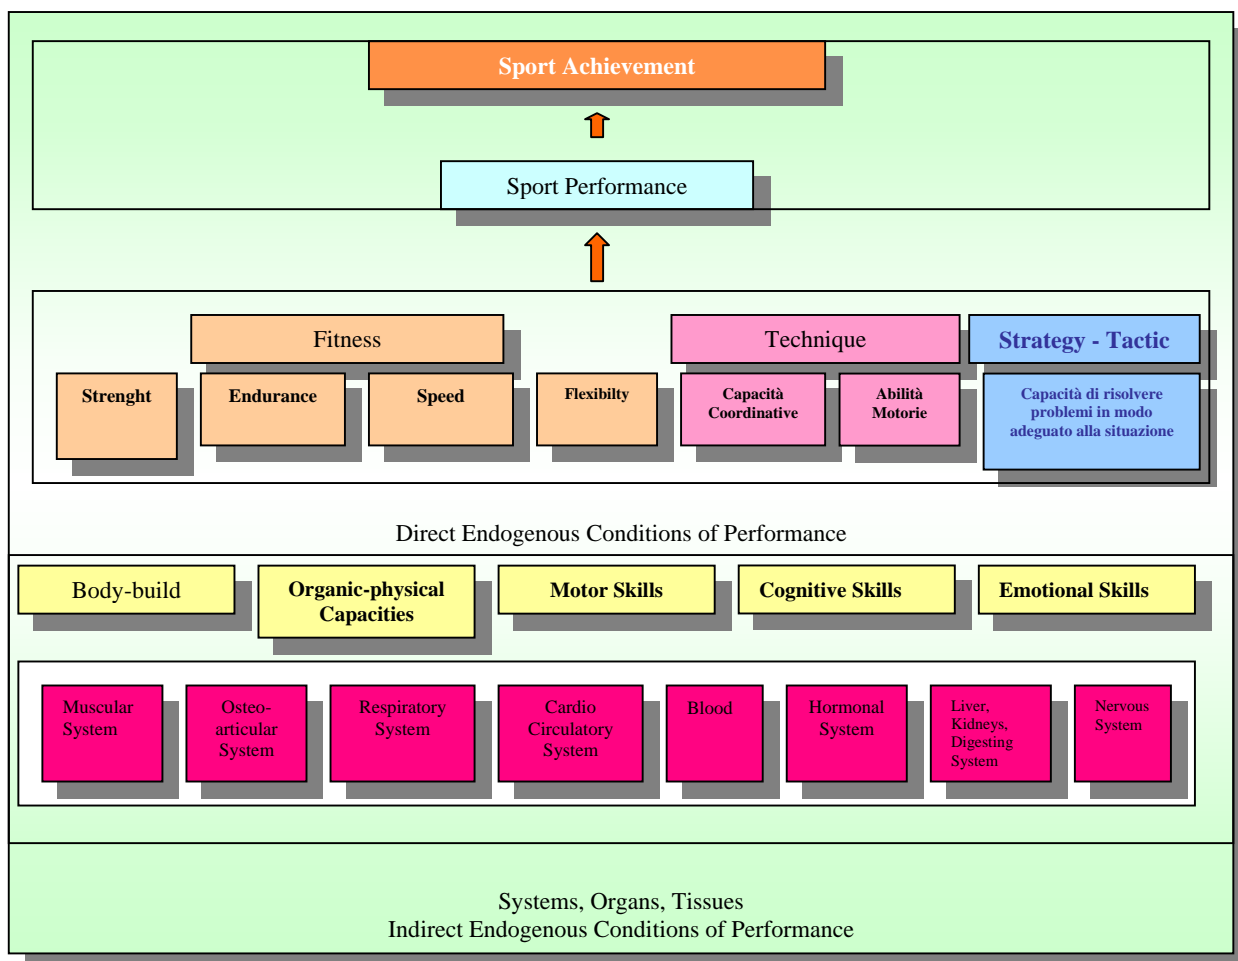 Sport Achievement
Sport Performance
Fitness
Technique
Strategy - Tactic
Strenght
Endurance
Speed
Flexibilty
Capacità
Coordinative
Abilità
Motorie
Capacità di risolvere
problemi in modo
adeguato alla situazione
Direct Endogenous Conditions of Performance
Body-build
Organic-physical
Capacities
Motor Skills
Cognitive Skills
Emotional Skills
Muscular
System
Osteo-
articular
System
Respiratory
System
Cardio
Circulatory
System
Blood
Hormonal
System
Liver,
Kidneys,
Digesting
System
Nervous
System
Systems, Organs, Tissues
Indirect Endogenous Conditions of Performance